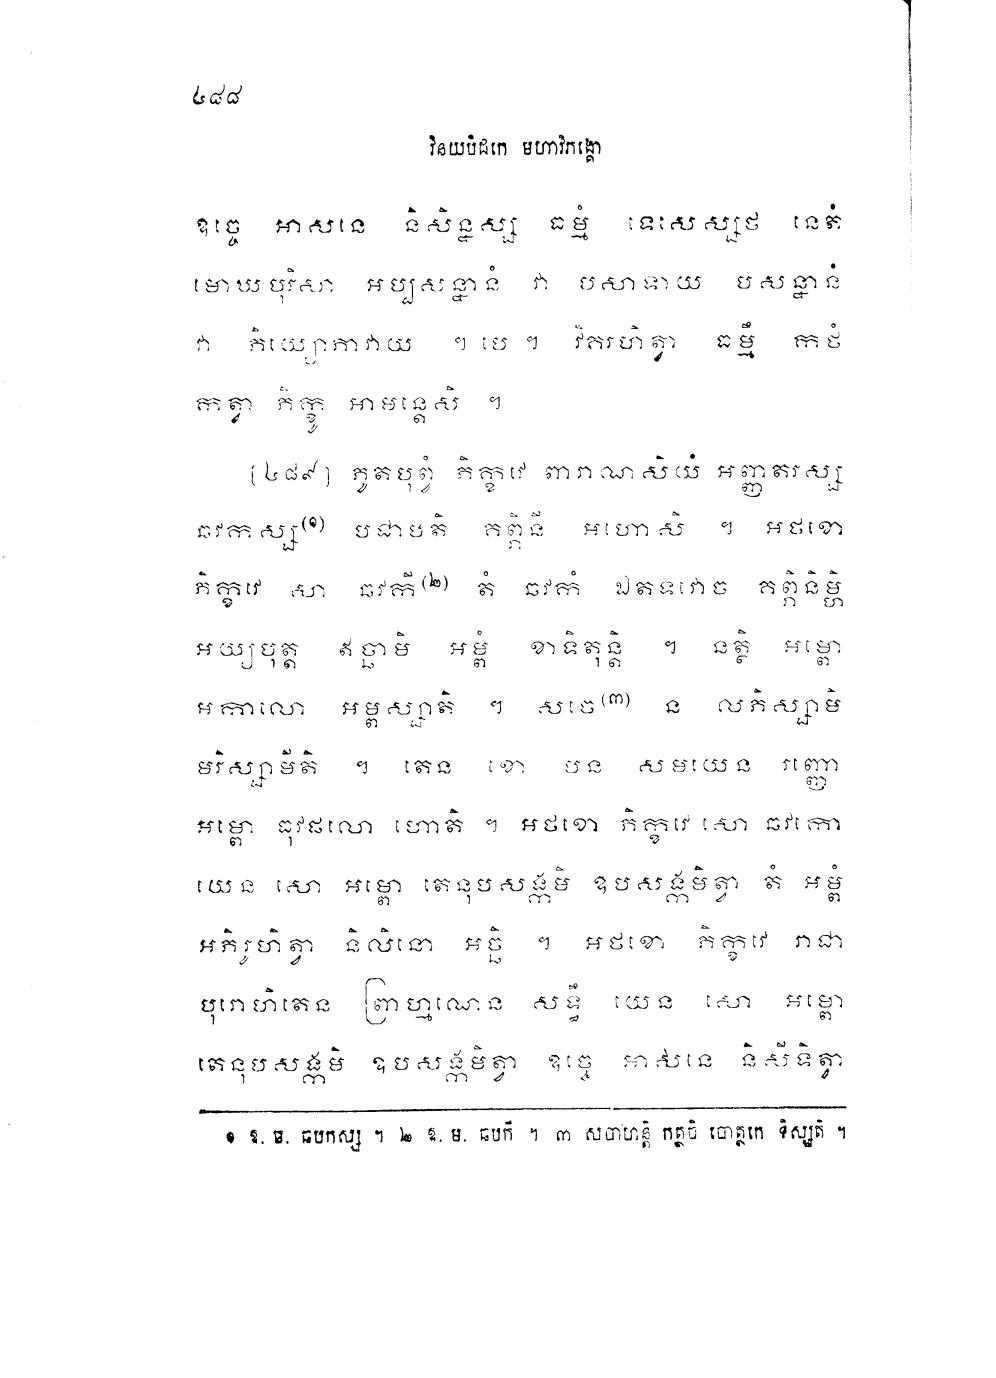 ៤៨៨
វិនយបិដកេ មហាវិភង្គោ
ឧច្ចេ អាសនេ និសិន្នស្ស ធម្មំ ទេសេស្សថ នេតំ
មោឃបុរិសា អប្បសន្នានំ វា បសាទាយ បសន្នានំ
វា ភិយ្យោភាវាយ ។ បេ ។ វិគរហិត្វា ធម្មឹ កថំ
កត្វា ភិក្ខូ អាមន្តេសិ ។
[៤៨៩] ភូតបុព្វំ ភិក្ខវេ ពារាណសិយំ អញ្ញតរស្ស
ឆវកស្ស(១) បជាបតិ គព្ភិនី អហោសិ ។ អថខោ
ភិក្ខវេ សា ឆវកី(២) តំ ឆវកំ ឯតទវោច គព្ភិនិម្ហិ
អយ្យបុត្ត ឥច្ឆាមិ អម្ពំ ខាទិតុន្តិ ។ នត្ថិ អម្ពោ
អកាលោ អម្ពស្សាតិ ។ សចេ(៣) ន លភិស្សាមិ
មរិស្សាមីតិ ។ តេន ខោ បន សមយេន រញ្ញោ
អម្ពោ ធុវផលោ ហោតិ ។ អថខោ ភិក្ខវេ សោ ឆវកោ
យេន សោ អម្ពោ តេនុបសង្កមិ ឧបសង្កមិត្វា តំ អម្ពំ
អភិរូហិត្វា និលិនោ អច្ឆិ ។ អថខោ ភិក្ខវេ រាជា
បុរោហិតេន ព្រាហ្មណេន សទ្ធឹ យេន សោ អម្ពោ
តេនុបសង្កមិ ឧបសង្កមិត្វា ឧច្ចេ អាសនេ និសីទិត្វា
១ ឱ. ម. ឆបកស្ស ។ ២ ឱ. ម. ឆបកី ។ ៣ សចាហន្តិ កត្ថចិ បោត្ថកេ ទិស្សតិ ។